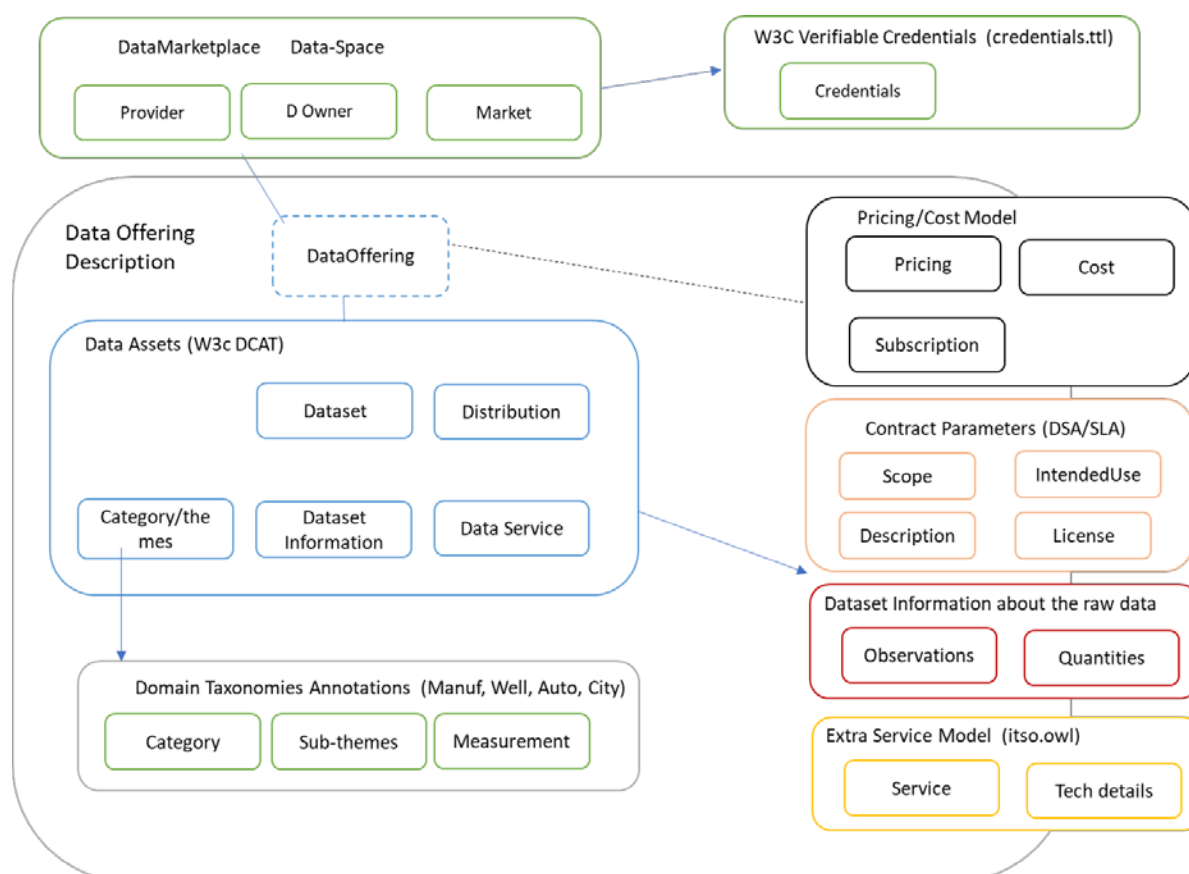 DataMarketplace Data-Space
Provider
D Owner
Market
W3C Verifiable Credentials (credentials.ttl)
Credentials
Data Offering
Description
DataOffering
Pricing/Cost Model
Pricing
Cost
Subscription
Data Assets (W3c DCAT)
Dataset
Distribution
Category/the
mes
Dataset
Information
Data Service
Contract Parameters (DSA/SLA)
Scope
IntendedUse
Description
License
Dataset Information about the raw data
Observations
Quantities
Domain Taxonomies Annotations (Manuf, Well, Auto, City)
Category
Sub-themes
Measurement
Extra Service Model (itso.owl)
Service
Tech details